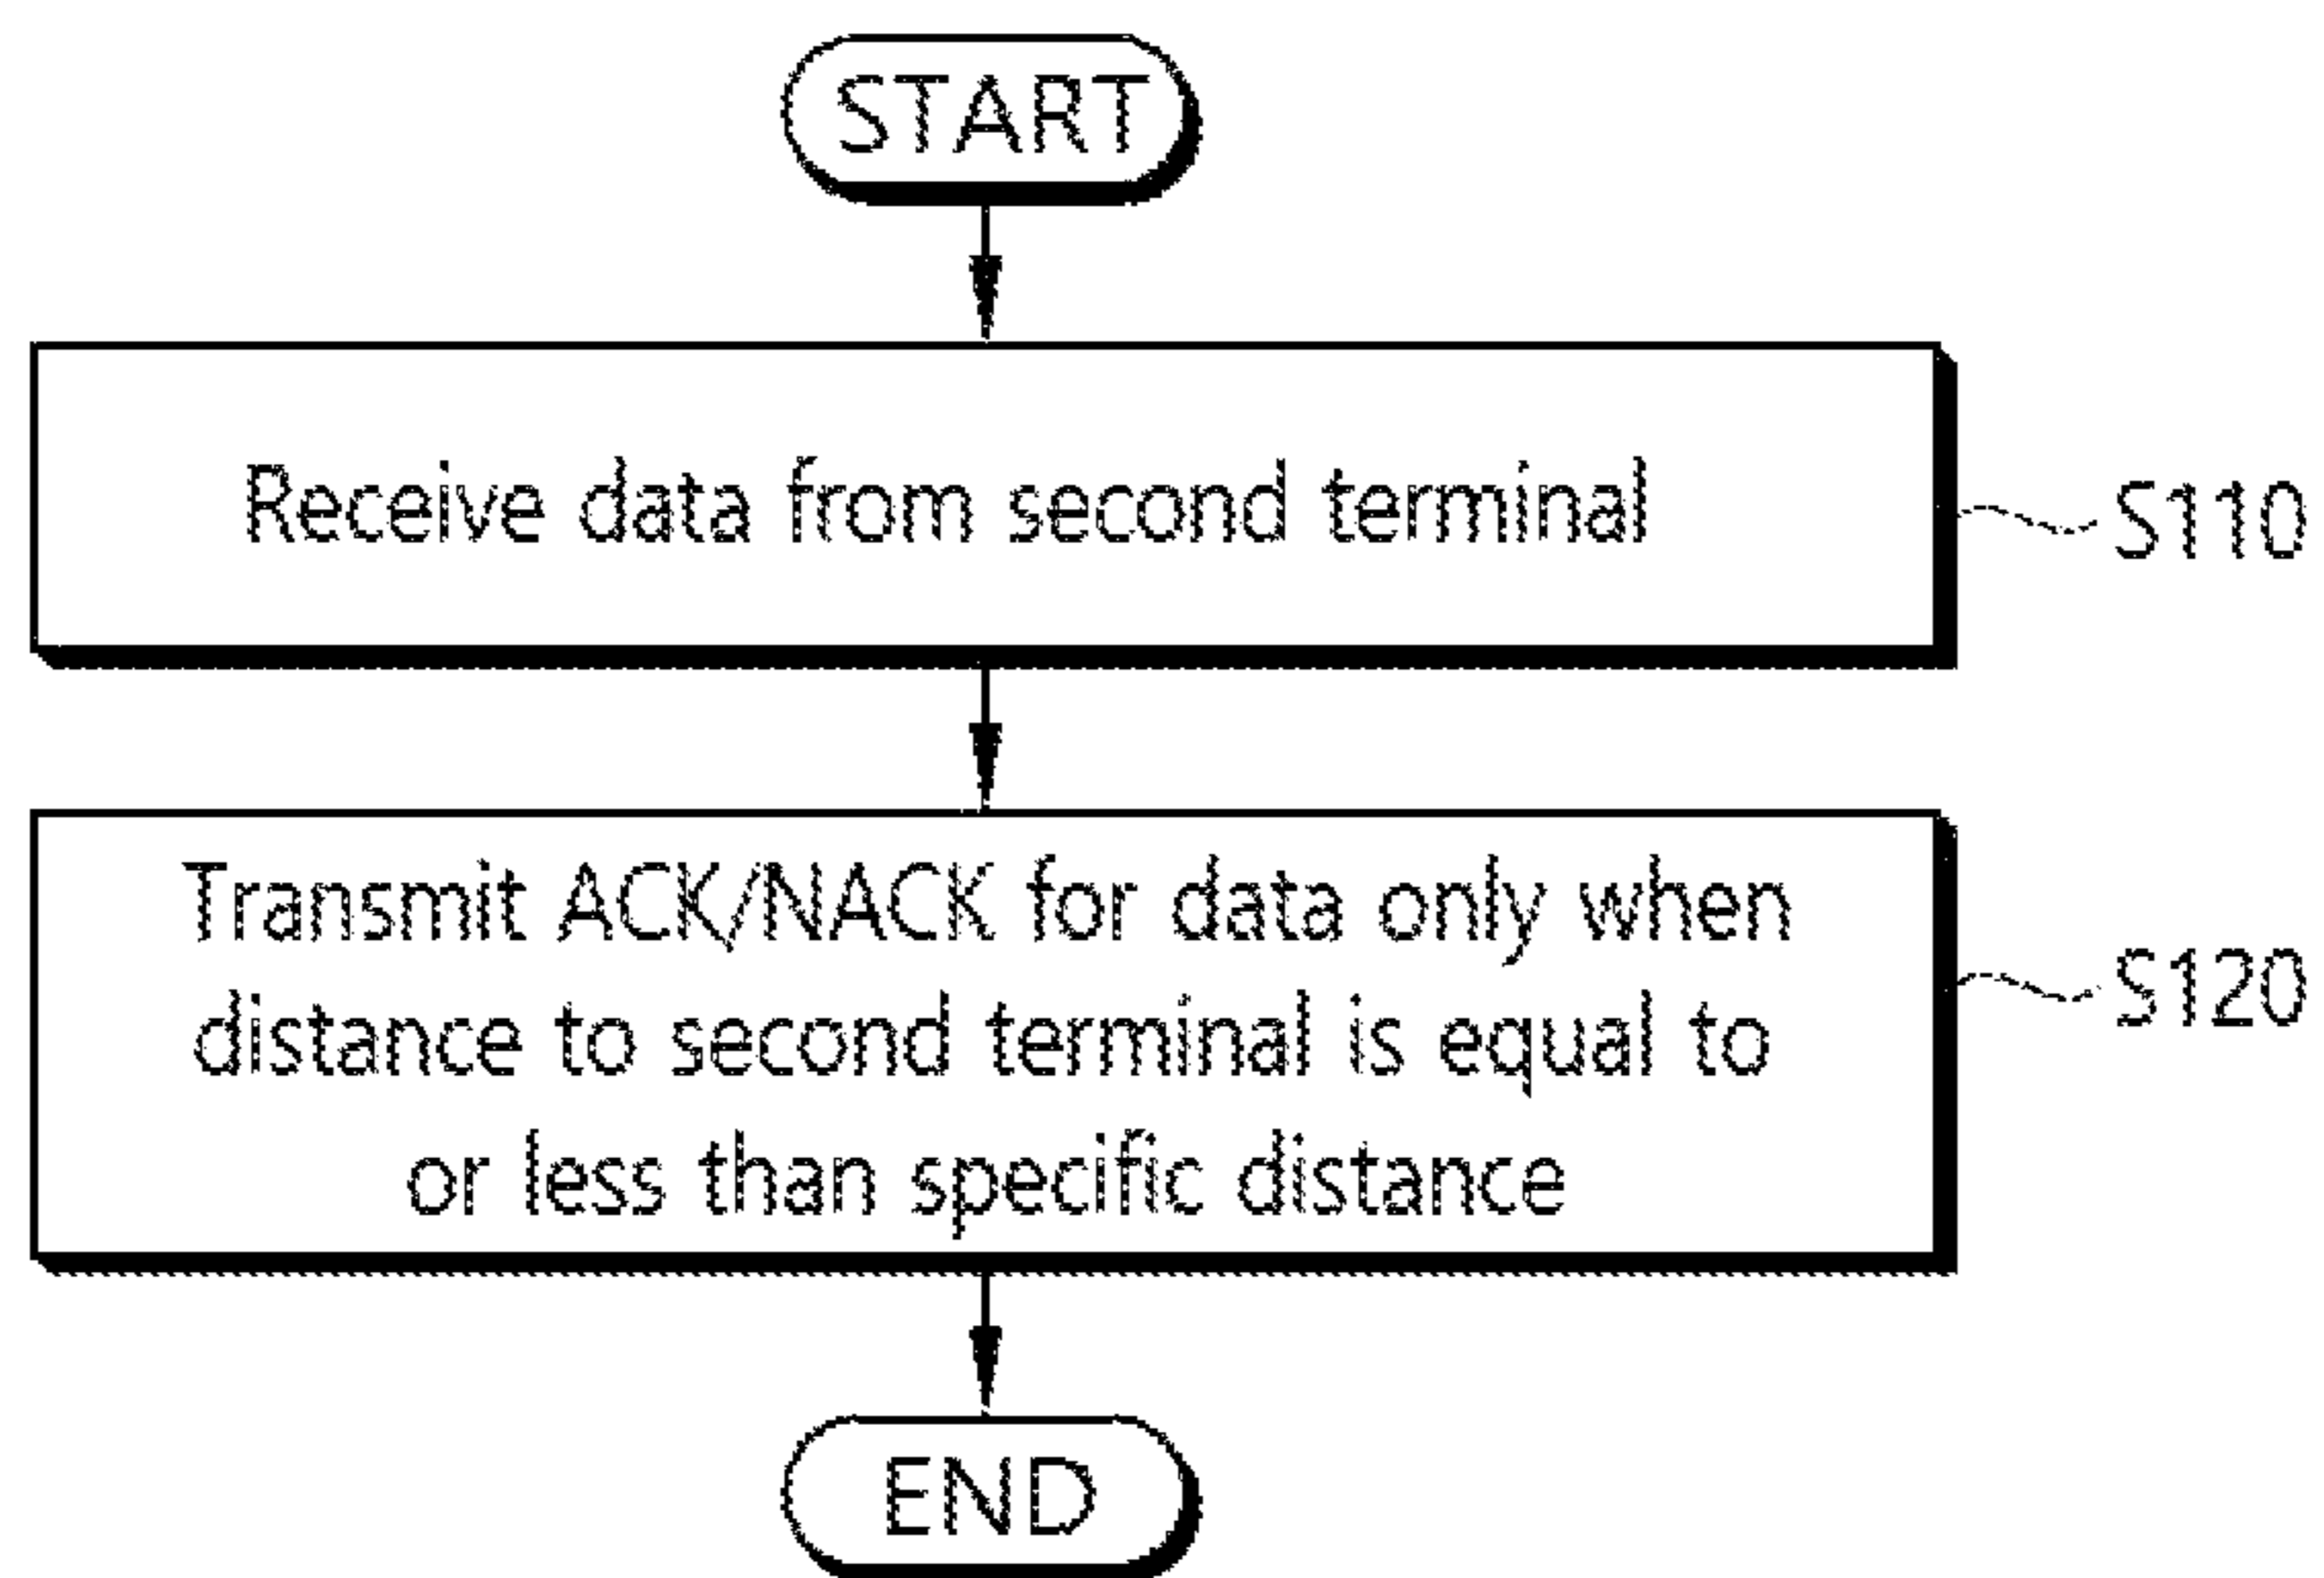 START
Receive data from second terminal
S110
Transmit ACK/NACK for data only when
distance to second terminal is equal to
or less than specific distance
S120
END